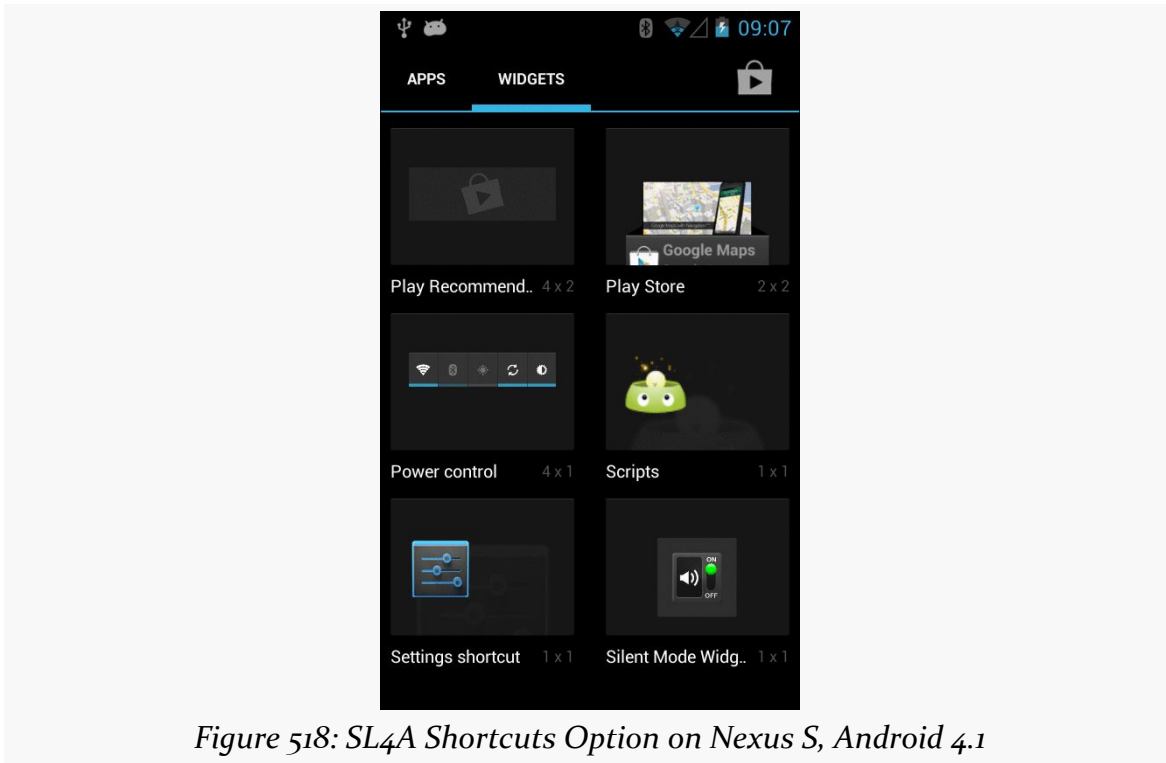 09:07
APPS WIDGETS
Google Maps
Play Recommend.. 4 x 2 Play Store 2 x 2
Power control 4 x 1 Scripts 1 x 1
ON
OFF
Settings shortcut 1 x 1 Silent Mode Widg.. 1 x 1
Figure 518: SL4A Shortcuts Option on Nexus S, Android 4.1